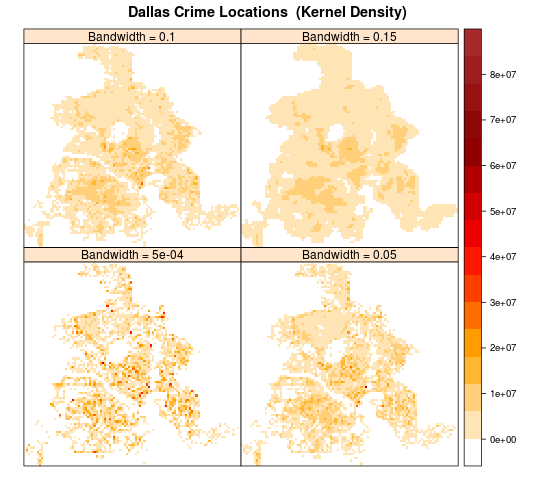 Dallas Crime Locations  (Kernel Density)
Bandwidth = 0.1
Bandwidth = 0.15
Bandwidth = 5e-04
Bandwidth = 0.05
8e+07
7e+07
6e+07
5e+07
4e+07
3e+07
2e+07
1e+07
0e+00